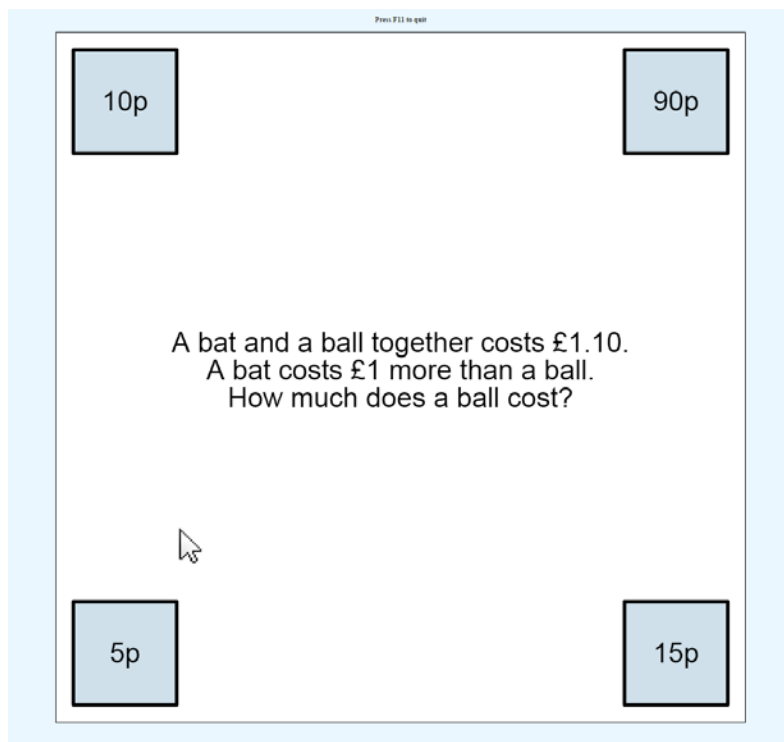 Press F11 to quit
10p
90p
A bat and a ball together costs £1.10.
A bat costs £1 more than a ball.
How much does a ball cost?
5p
15p